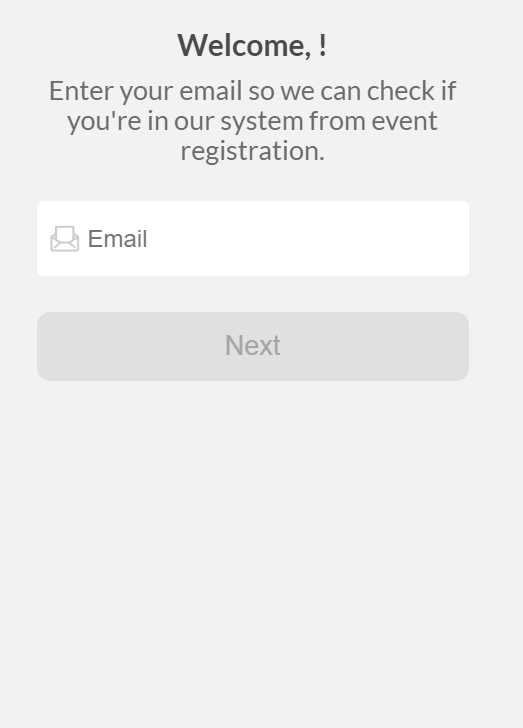 Welcome, !
Enter your email so we can check if
you're in our system from event
registration.
Email
Next